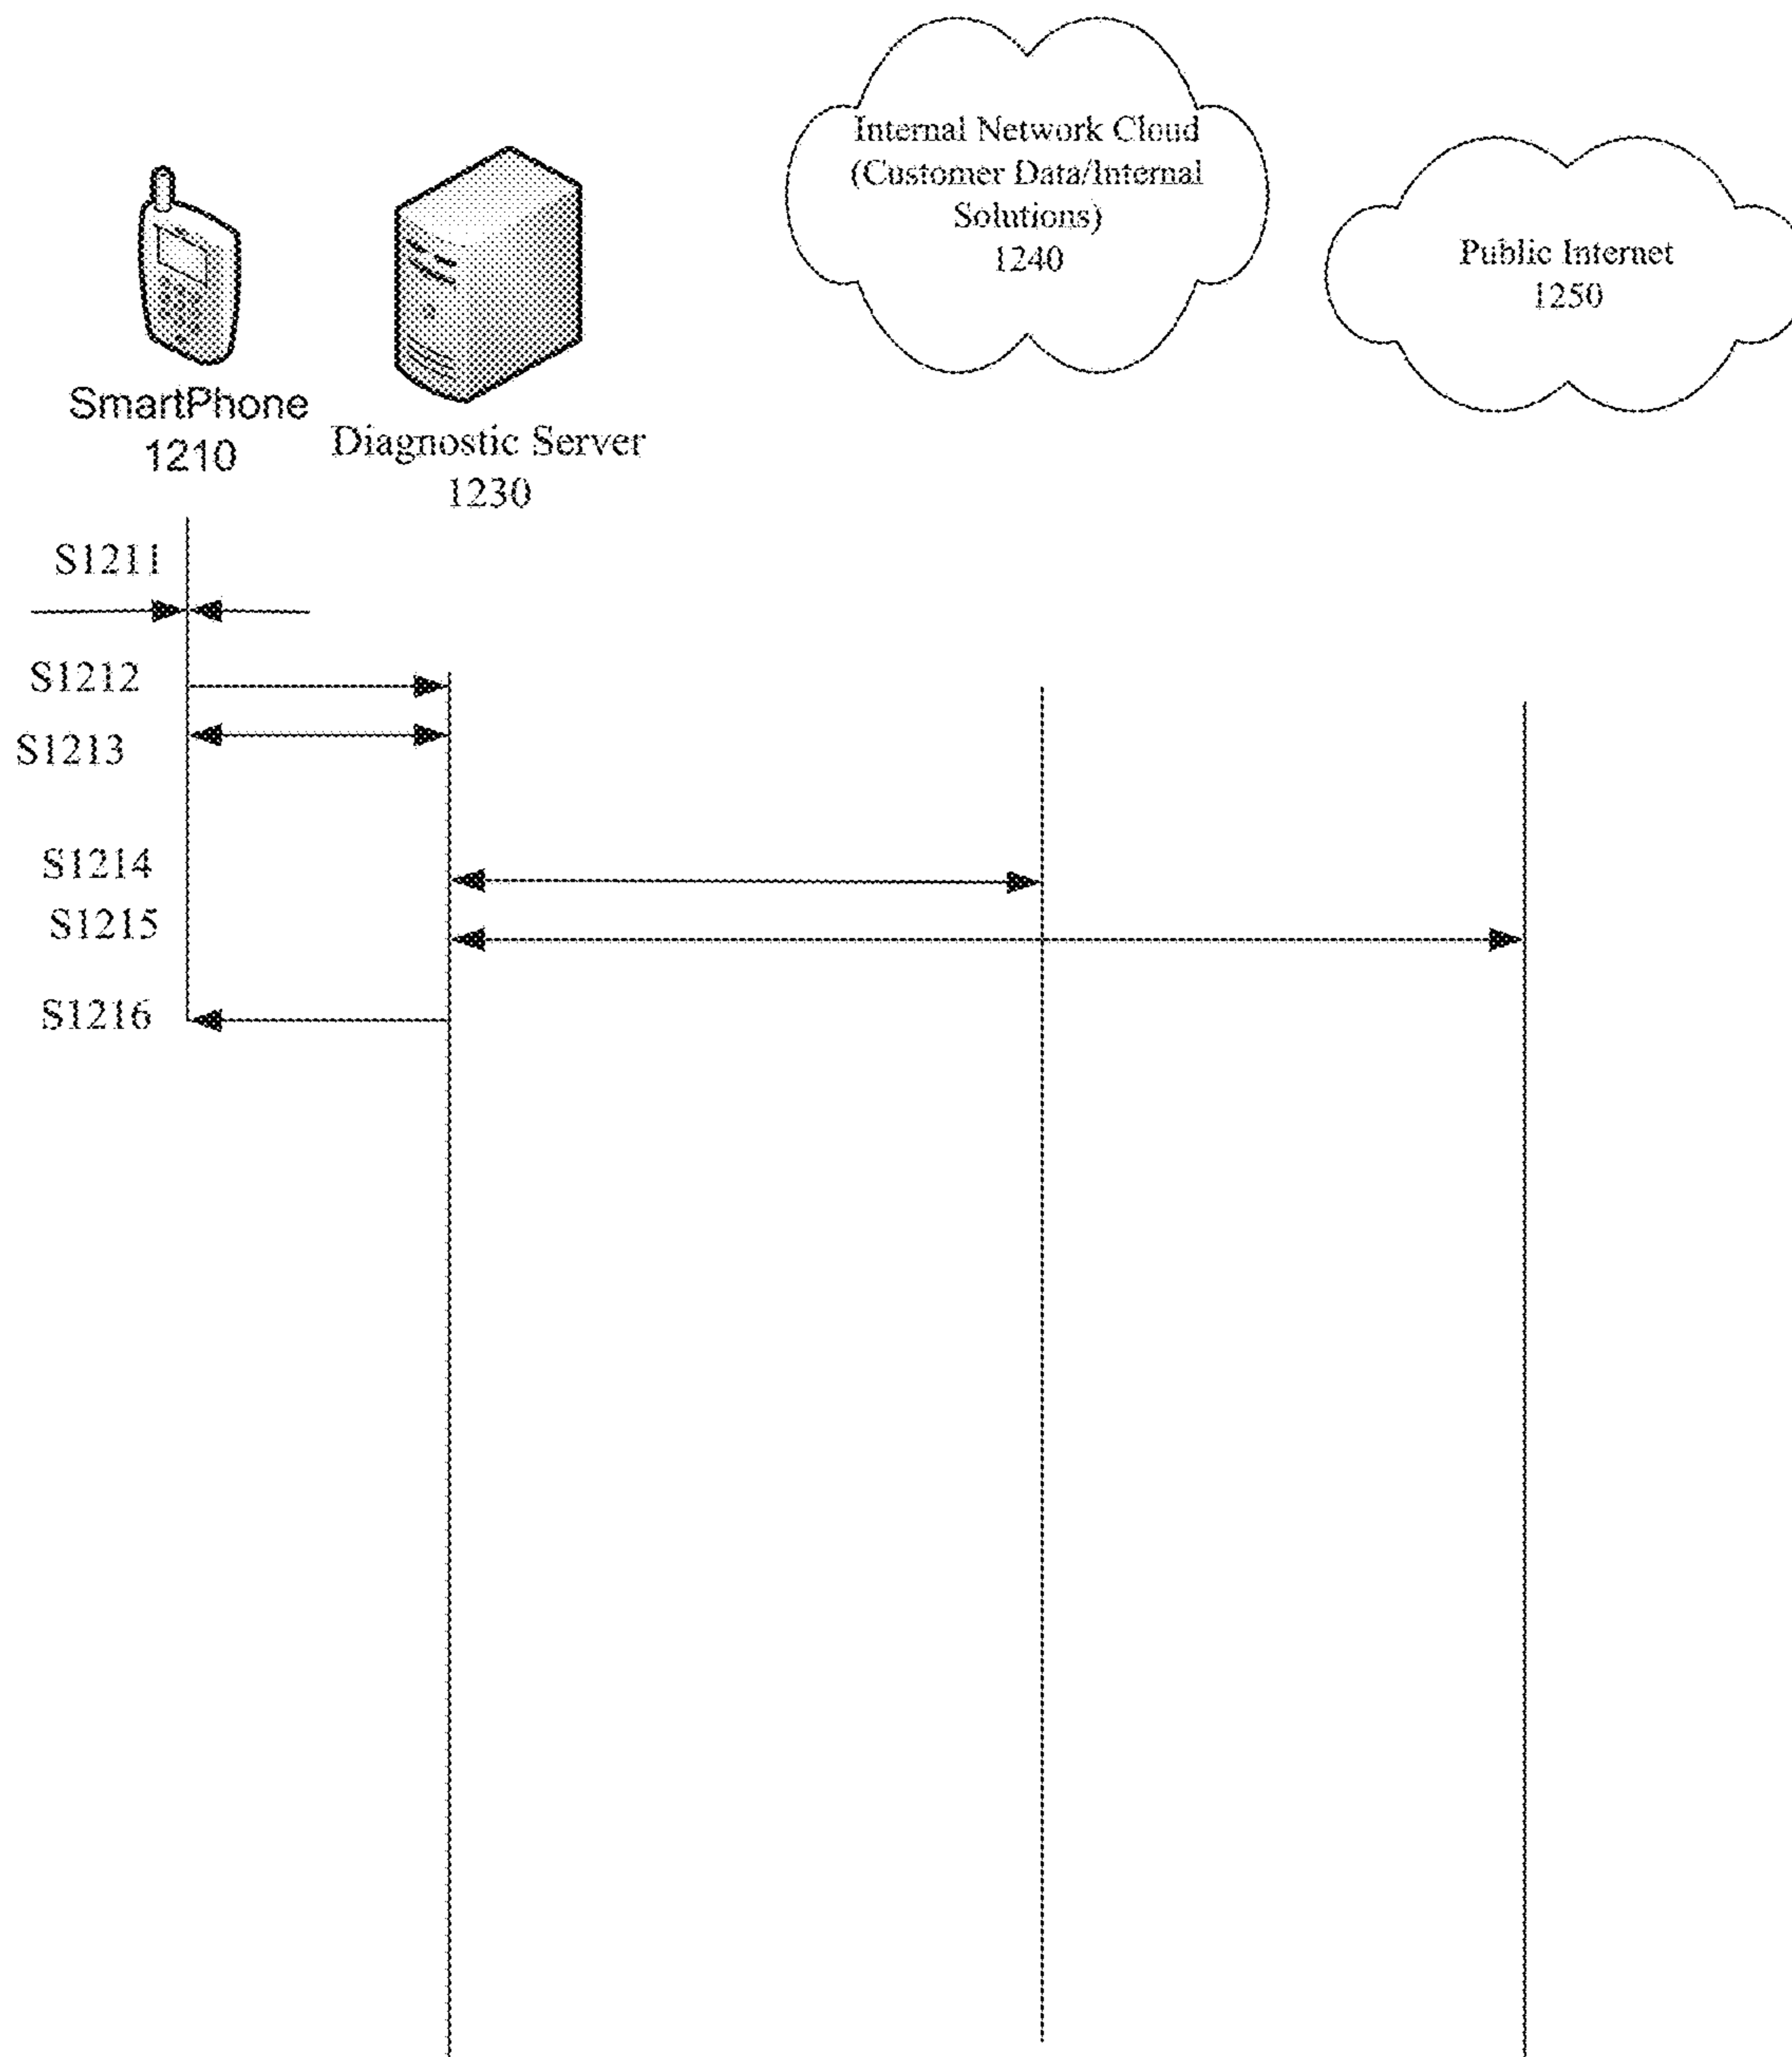 Internal Network Cloud
(Customer Data/Internal
Solutions)
1240
Public Internet
1250
SmartPhone
1210
Diagnostic Server
1230
S1211
S1212
S1213
S1214
S1215
S1216